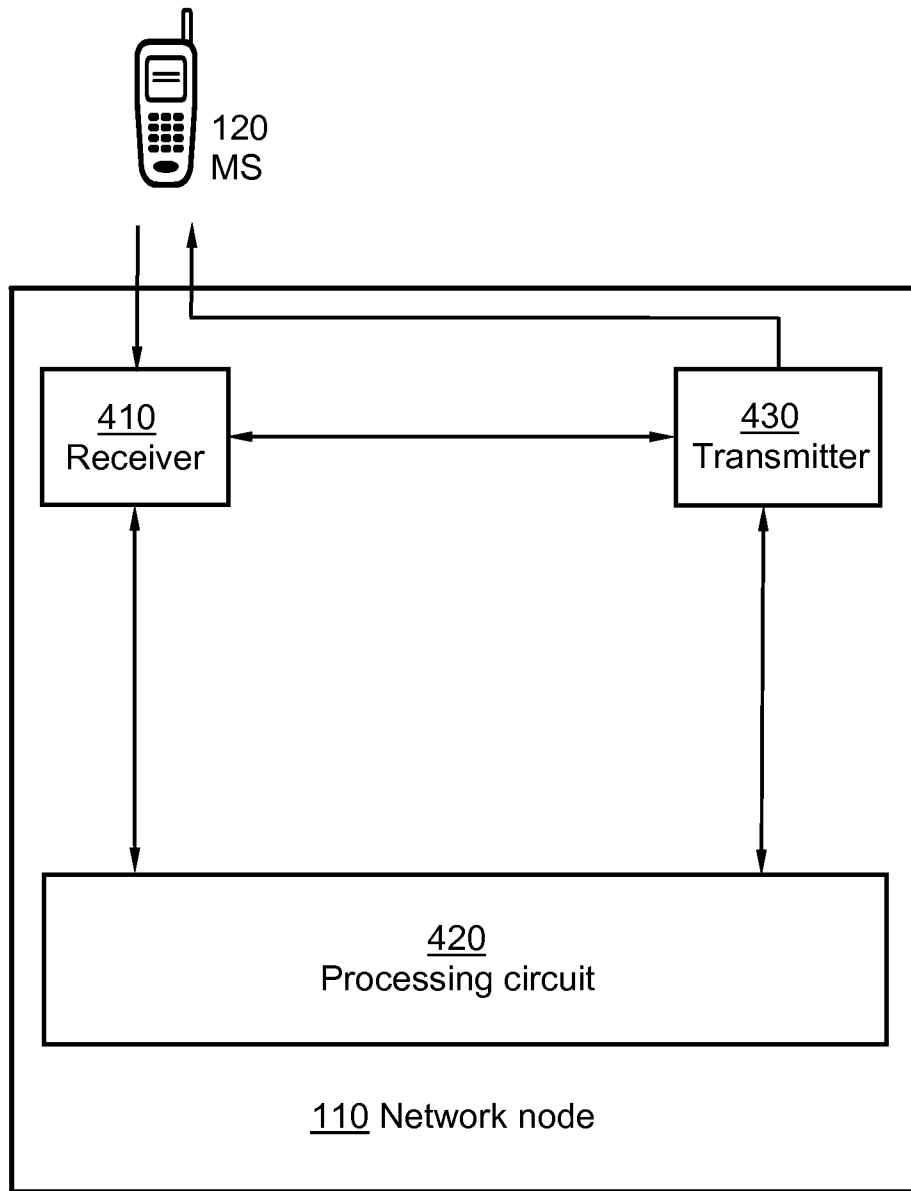 120
MS
410
Receiver
430
Transmitter
420
Processing circuit
110 Network node